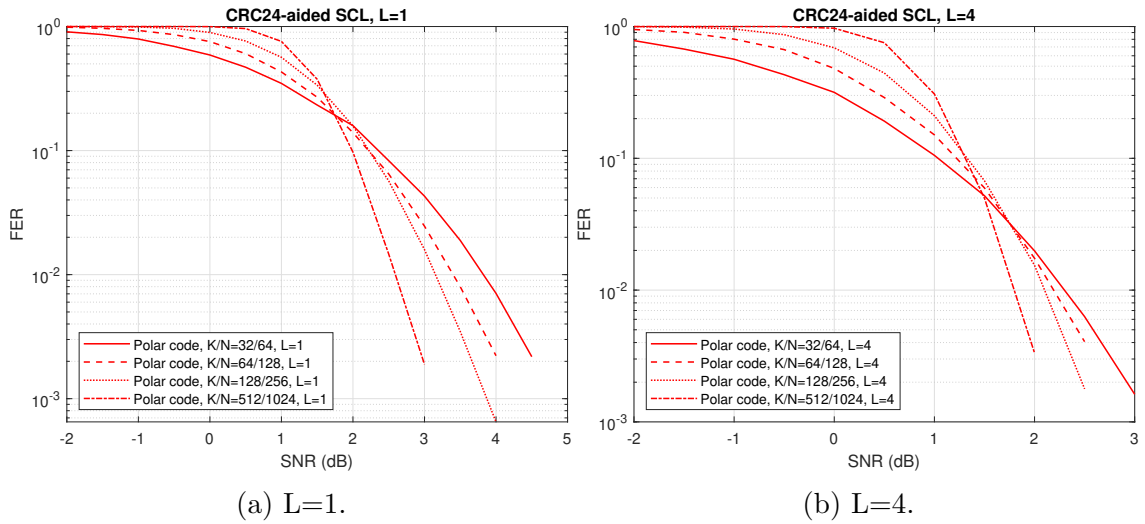 CRC24-aided SCL, L=1
10^0
10^-1
10^-2
10^-3
FER
Polar code, K/N=32/64, L=1
Polar code, K/N=64/128, L=1
Polar code, K/N=128/256, L=1
Polar code, K/N=512/1024, L=1
-2 -1 0 1 2 3 4 5
SNR (dB)
(a) L=1.
CRC24-aided SCL, L=4
10^0
10^-1
10^-2
10^-3
FER
Polar code, K/N=32/64, L=4
Polar code, K/N=64/128, L=4
Polar code, K/N=128/256, L=4
Polar code, K/N=512/1024, L=4
-2 -1 0 1 2 3
SNR (dB)
(b) L=4.